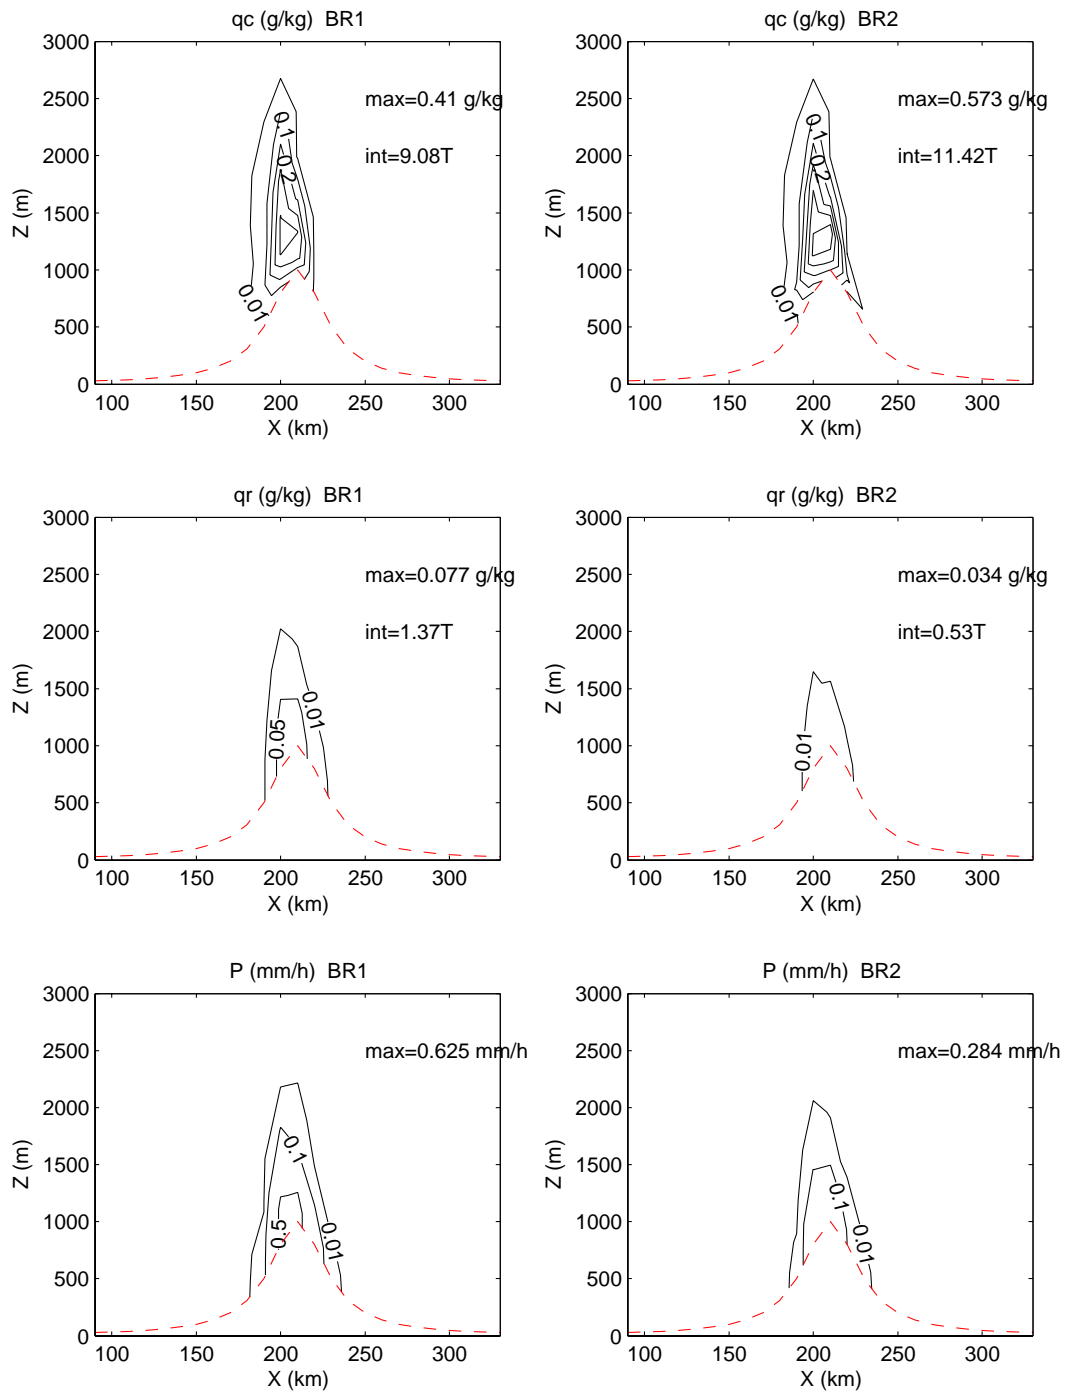 qc (g/kg)  BR1
3000
2500
2000
1500
1000
500
0
Z (m)
max=0.41 g/kg
int=9.08T
0.1
0.2
0.01
100 150 200 250 300
X (km)
qc (g/kg)  BR2
3000
2500
2000
1500
1000
500
0
Z (m)
max=0.573 g/kg
int=11.42T
0.1
0.2
0.01
100 150 200 250 300
X (km)
qr (g/kg)  BR1
3000
2500
2000
1500
1000
500
0
Z (m)
max=0.077 g/kg
int=1.37T
0.01
0.05
100 150 200 250 300
X (km)
qr (g/kg)  BR2
3000
2500
2000
1500
1000
500
0
Z (m)
max=0.034 g/kg
int=0.53T
0.01
100 150 200 250 300
X (km)
P (mm/h)  BR1
3000
2500
2000
1500
1000
500
0
Z (m)
max=0.625 mm/h
0.1
0.5
0.01
100 150 200 250 300
X (km)
P (mm/h)  BR2
3000
2500
2000
1500
1000
500
0
Z (m)
max=0.284 mm/h
0.1
0.01
100 150 200 250 300
X (km)